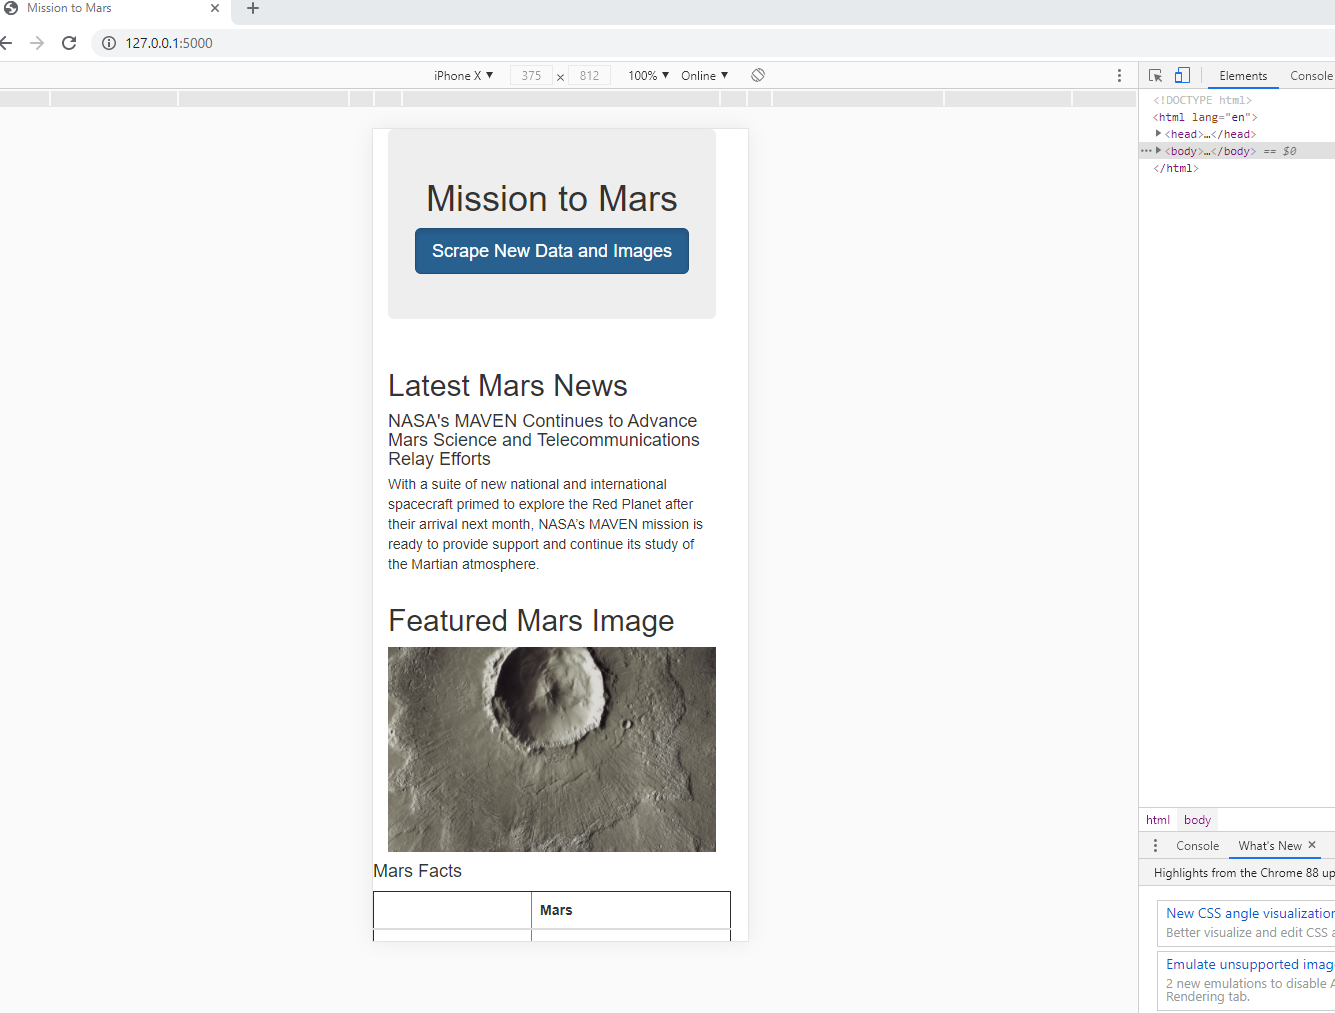 Mission to Mars
127.0.0.1:5000
iPhone X ▼ 375 x 812 100% ▼ Online ▼
Elements Console
<!DOCTYPE html>
<html lang="en">
<head>…</head>
<body>…</body> == $0
</html>
Mission to Mars
Scrape New Data and Images
Latest Mars News
NASA's MAVEN Continues to Advance
Mars Science and Telecommunications
Relay Efforts
With a suite of new national and international
spacecraft primed to explore the Red Planet after
their arrival next month, NASA's MAVEN mission is
ready to provide support and continue its study of
the Martian atmosphere.
Featured Mars Image
Mars Facts
Mars
html body
Console What's New ×
Highlights from the Chrome 88 up
New CSS angle visualization
Better visualize and edit CSS a
Emulate unsupported imag
2 new emulations to disable A
Rendering tab.